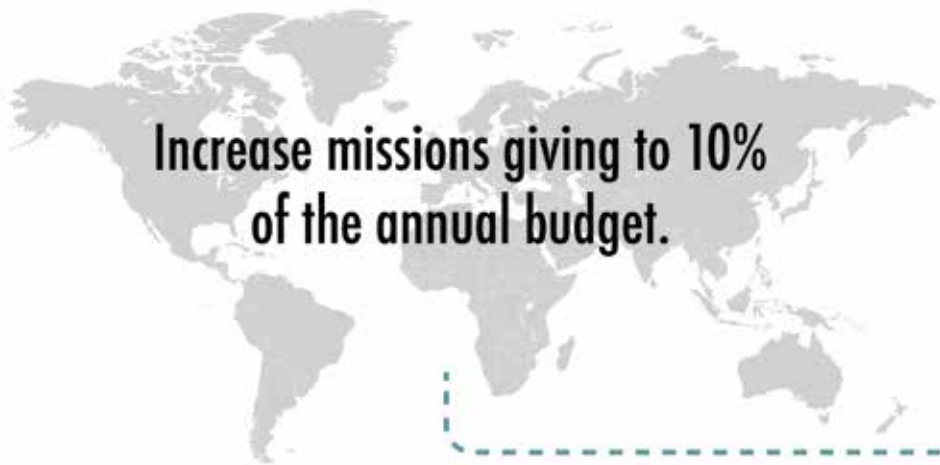 Increase missions giving to 10%
of the annual budget.